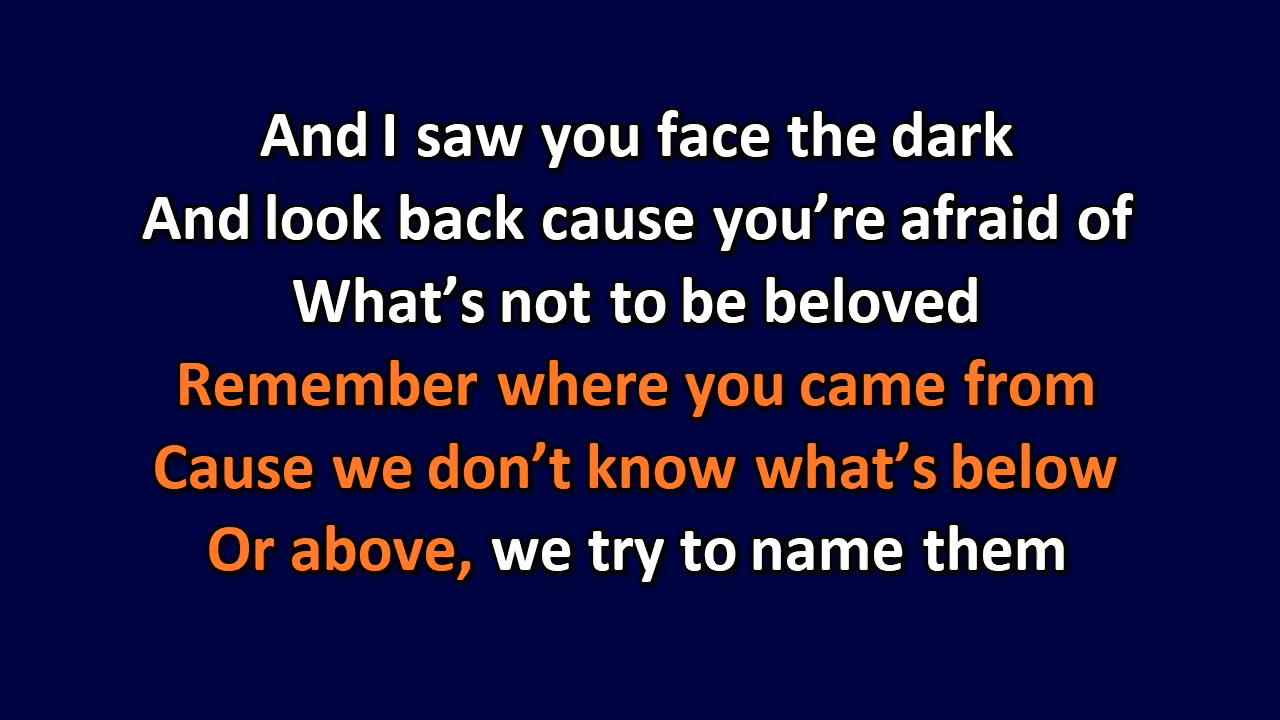 And I saw you face the dark
And look back cause you’re afraid of
What’s not to be beloved
Remember where you came from
Cause we don’t know what’s below
Or above, we try to name them